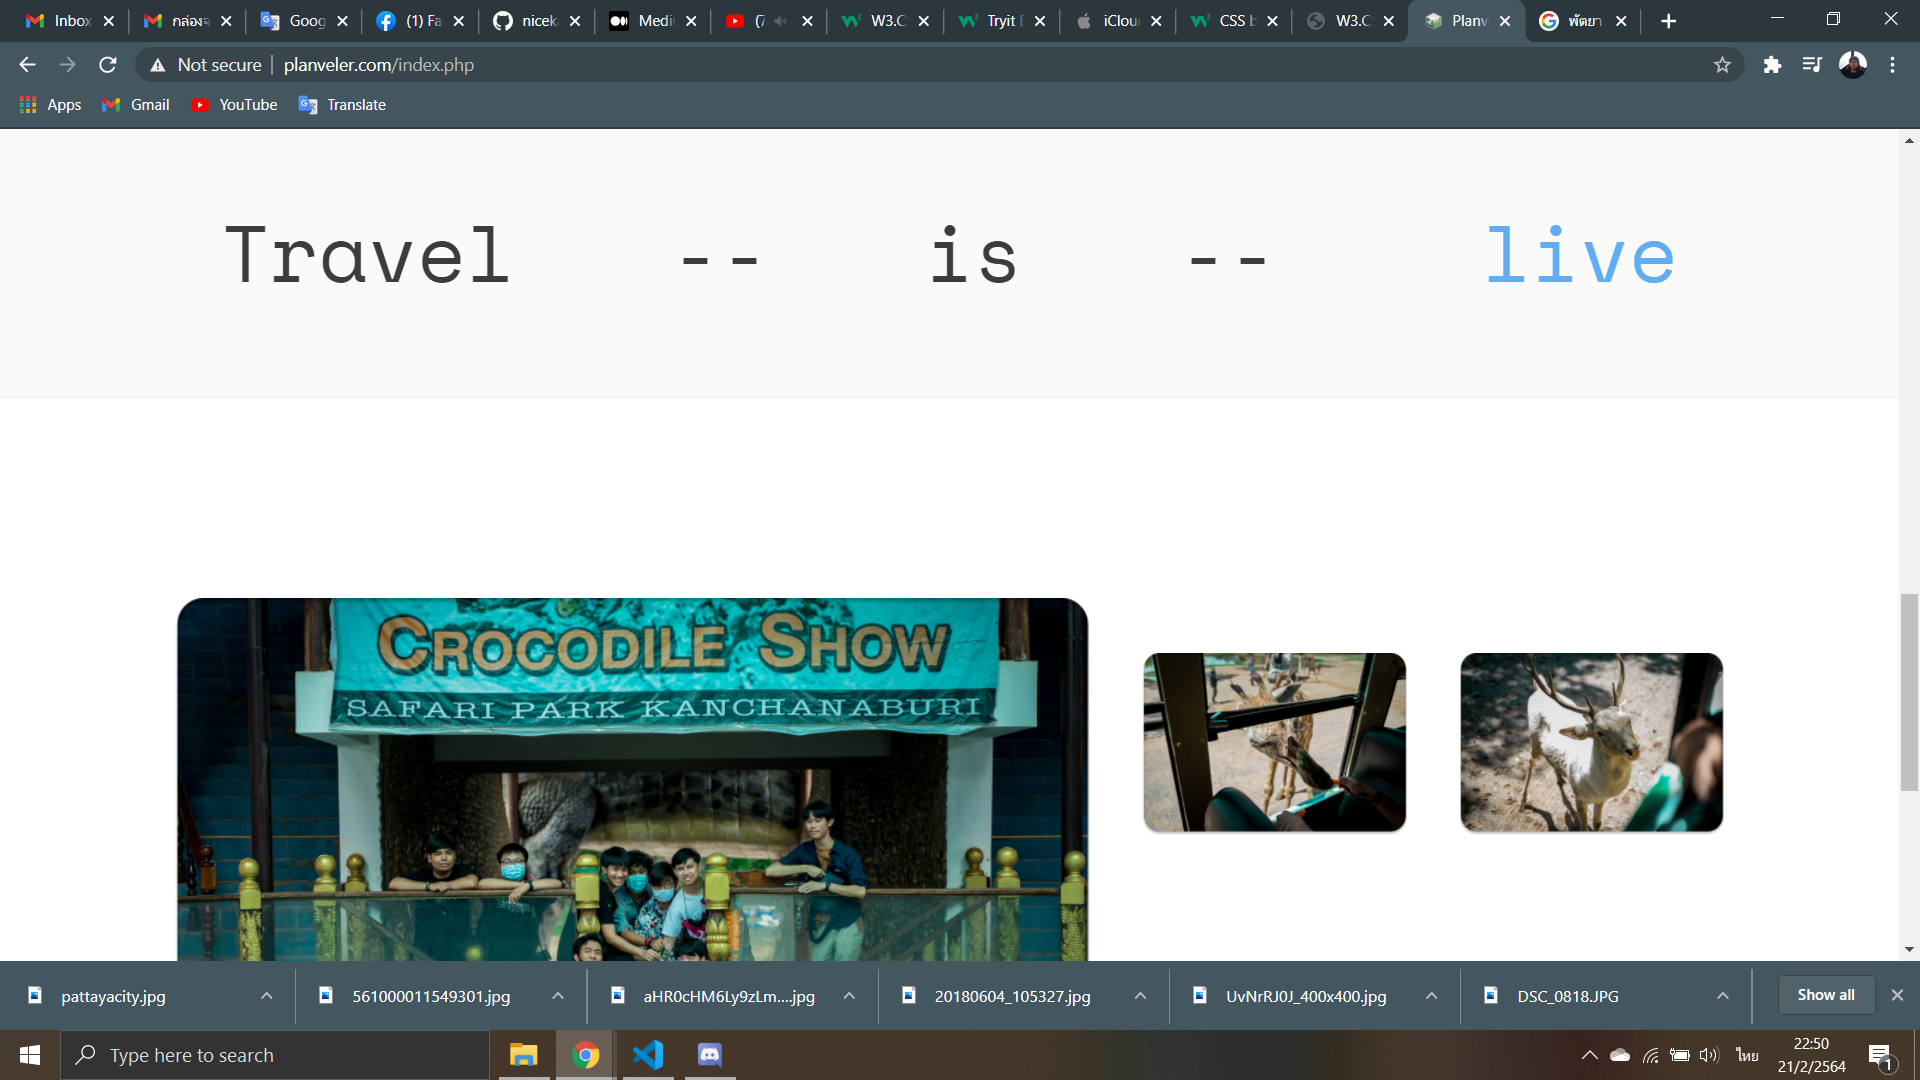 Inbox
กล่องจ
Goog
(1) Fa
nicek
Medi
(7
W3.C
Tryit E
iClou
CSS b
W3.C
Planv
พัตยา
Not secure
planveler.com/index.php
Apps
Gmail
YouTube
Translate
Travel -- is -- live
CROCODILE SHOW
SAFARI PARK KANCHANABURI
pattayacity.jpg
561000011549301.jpg
aHR0cHM6Ly9zLm....jpg
20180604_105327.jpg
UvNrRJ0J_400x400.jpg
DSC_0818.JPG
Show all
Type here to search
ไทย
22:50
21/2/2564
1